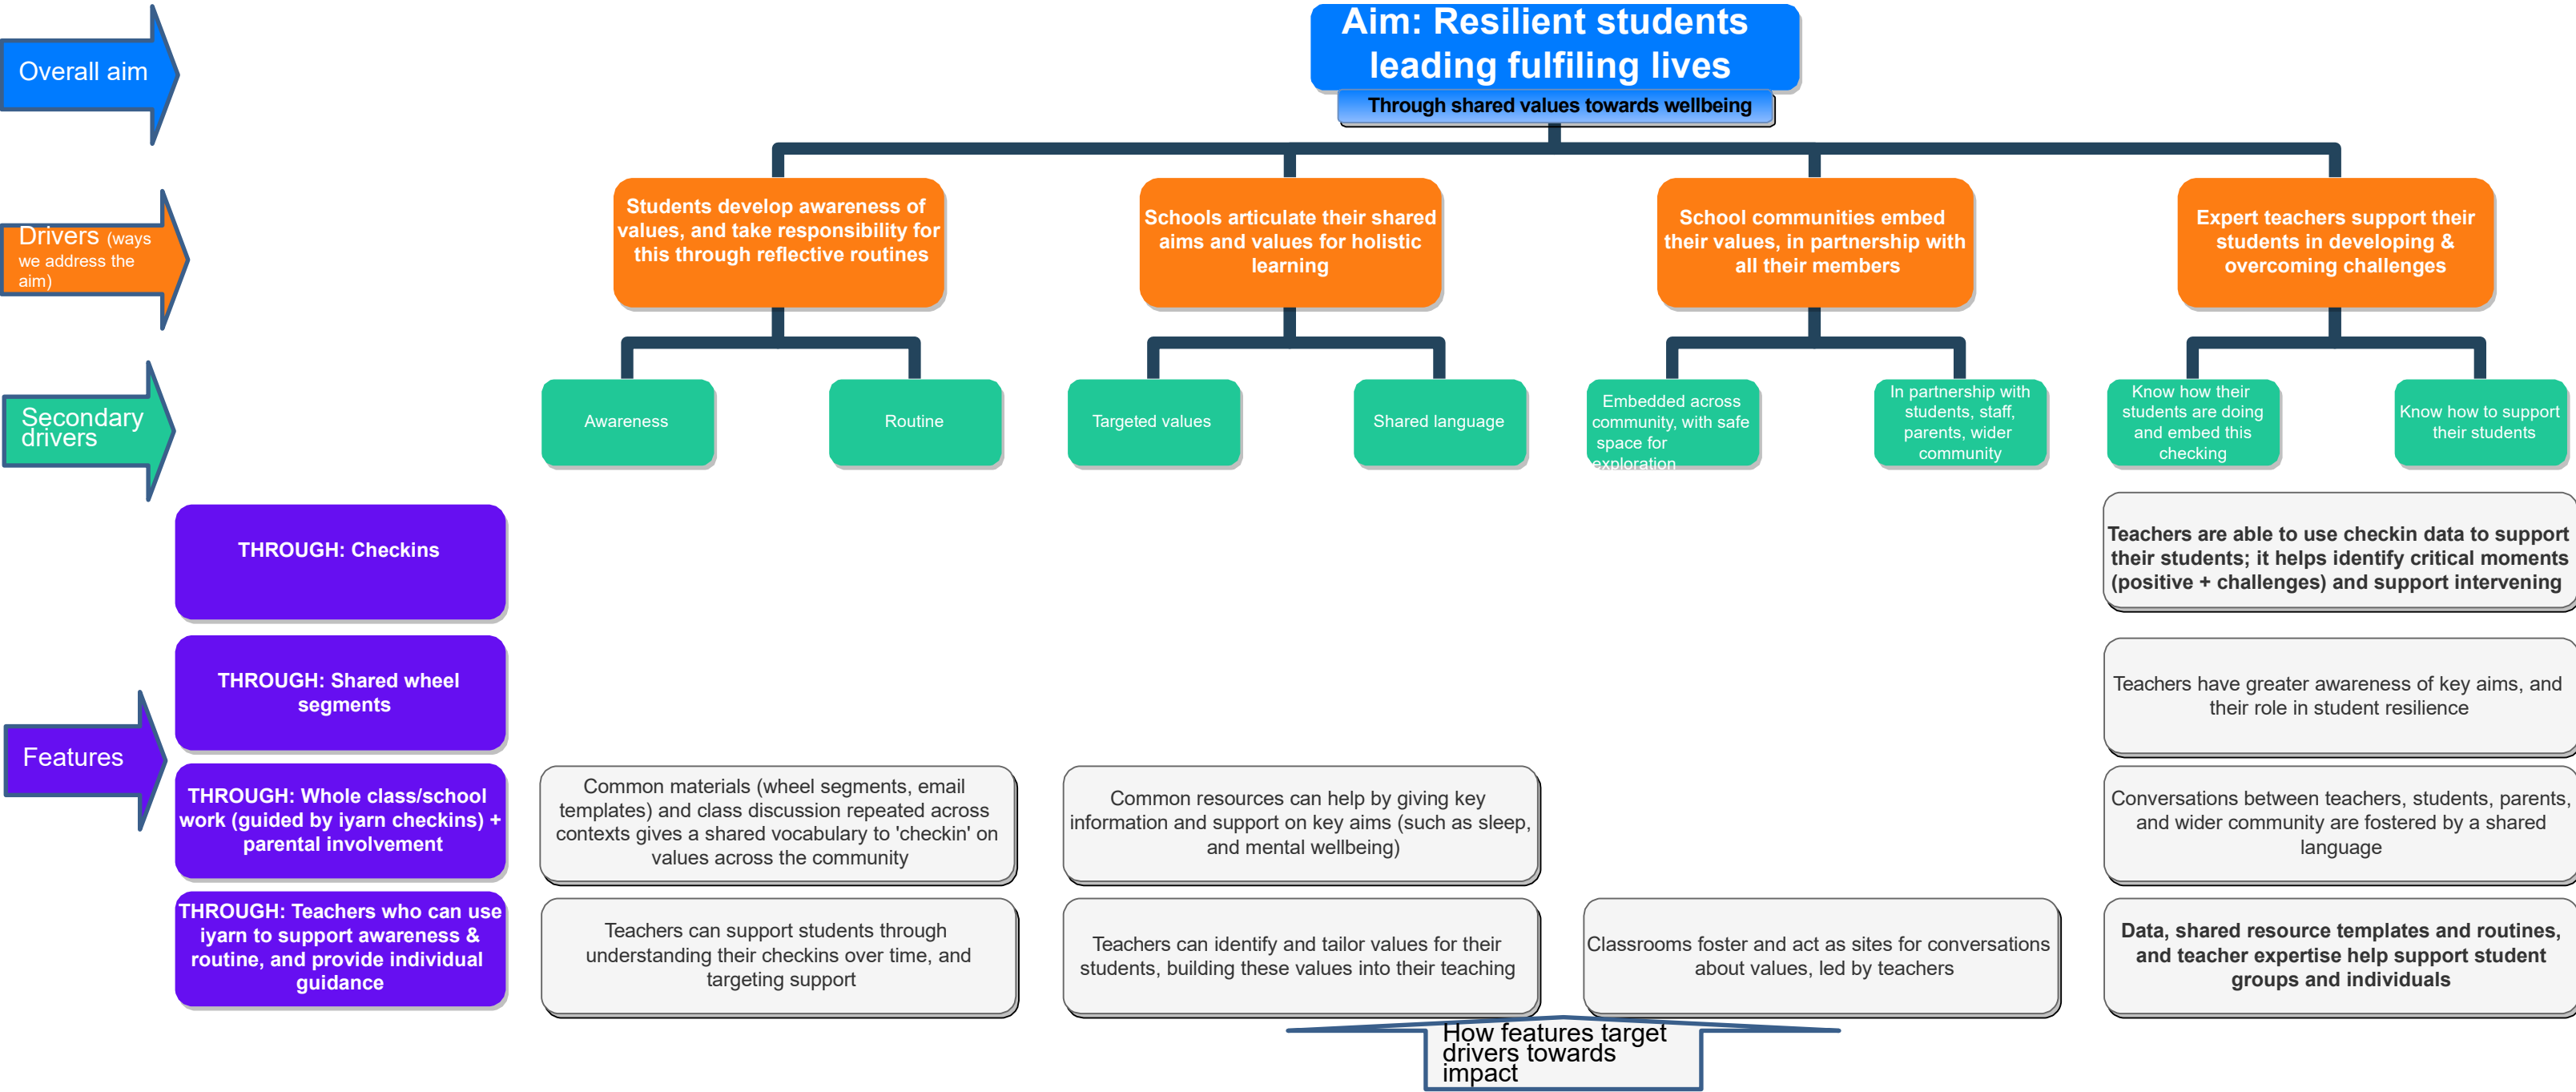 Overall aim
Aim: Resilient students
leading fulfiling lives
Through shared values towards wellbeing
Drivers (ways
we address the
aim)
Students develop awareness of
values, and take responsibility for
this through reflective routines
Schools articulate their shared
aims and values for holistic
learning
School communities embed
their values, in partnership with
all their members
Expert teachers support their
students in developing &
overcoming challenges
Secondary
drivers
Awareness
Routine
Targeted values
Shared language
Embedded across
community, with safe
space for
exploration
In partnership with
students, staff,
parents, wider
community
Know how their
students are doing
and embed this
checking
Know how to support
their students
Features
THROUGH: Checkins
Teachers are able to use checkin data to support
their students; it helps identify critical moments
(positive + challenges) and support intervening
THROUGH: Shared wheel
segments
Teachers have greater awareness of key aims, and
their role in student resilience
THROUGH: Whole class/school
work (guided by iyarn checkins) +
parental involvement
Common materials (wheel segments, email
templates) and class discussion repeated across
contexts gives a shared vocabulary to 'checkin' on
values across the community
Common resources can help by giving key
information and support on key aims (such as sleep,
and mental wellbeing)
Conversations between teachers, students, parents,
and wider community are fostered by a shared
language
THROUGH: Teachers who can use
iyarn to support awareness &
routine, and provide individual
guidance
Teachers can support students through
understanding their checkins over time, and
targeting support
Teachers can identify and tailor values for their
students, building these values into their teaching
Classrooms foster and act as sites for conversations
about values, led by teachers
Data, shared resource templates and routines,
and teacher expertise help support student
groups and individuals
How features target
drivers towards
impact